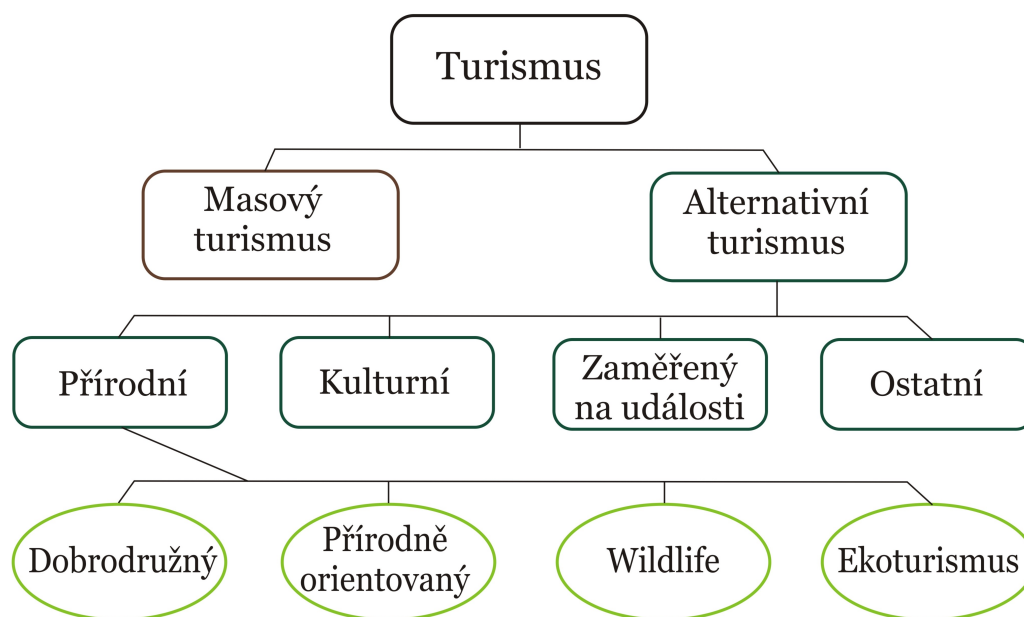 Turismus
Masový
turismus
Alternativní
turismus
Přírodní
Kulturní
Zaměřený
na události
Ostatní
Dobrodružný
Přírodně
orientovaný
Wildlife
Ekoturismus